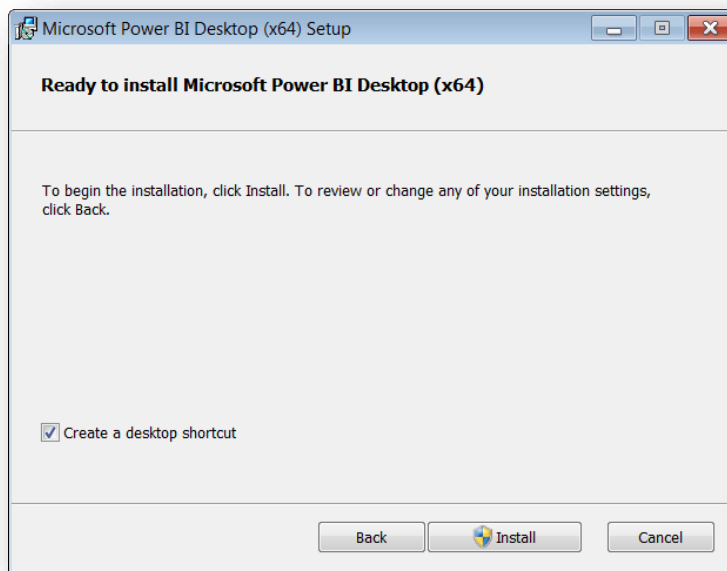 Microsoft Power BI Desktop (x64) Setup
Ready to install Microsoft Power BI Desktop (x64)
To begin the installation, click Install. To review or change any of your installation settings,
click Back.
Create a desktop shortcut
Back
Install
Cancel